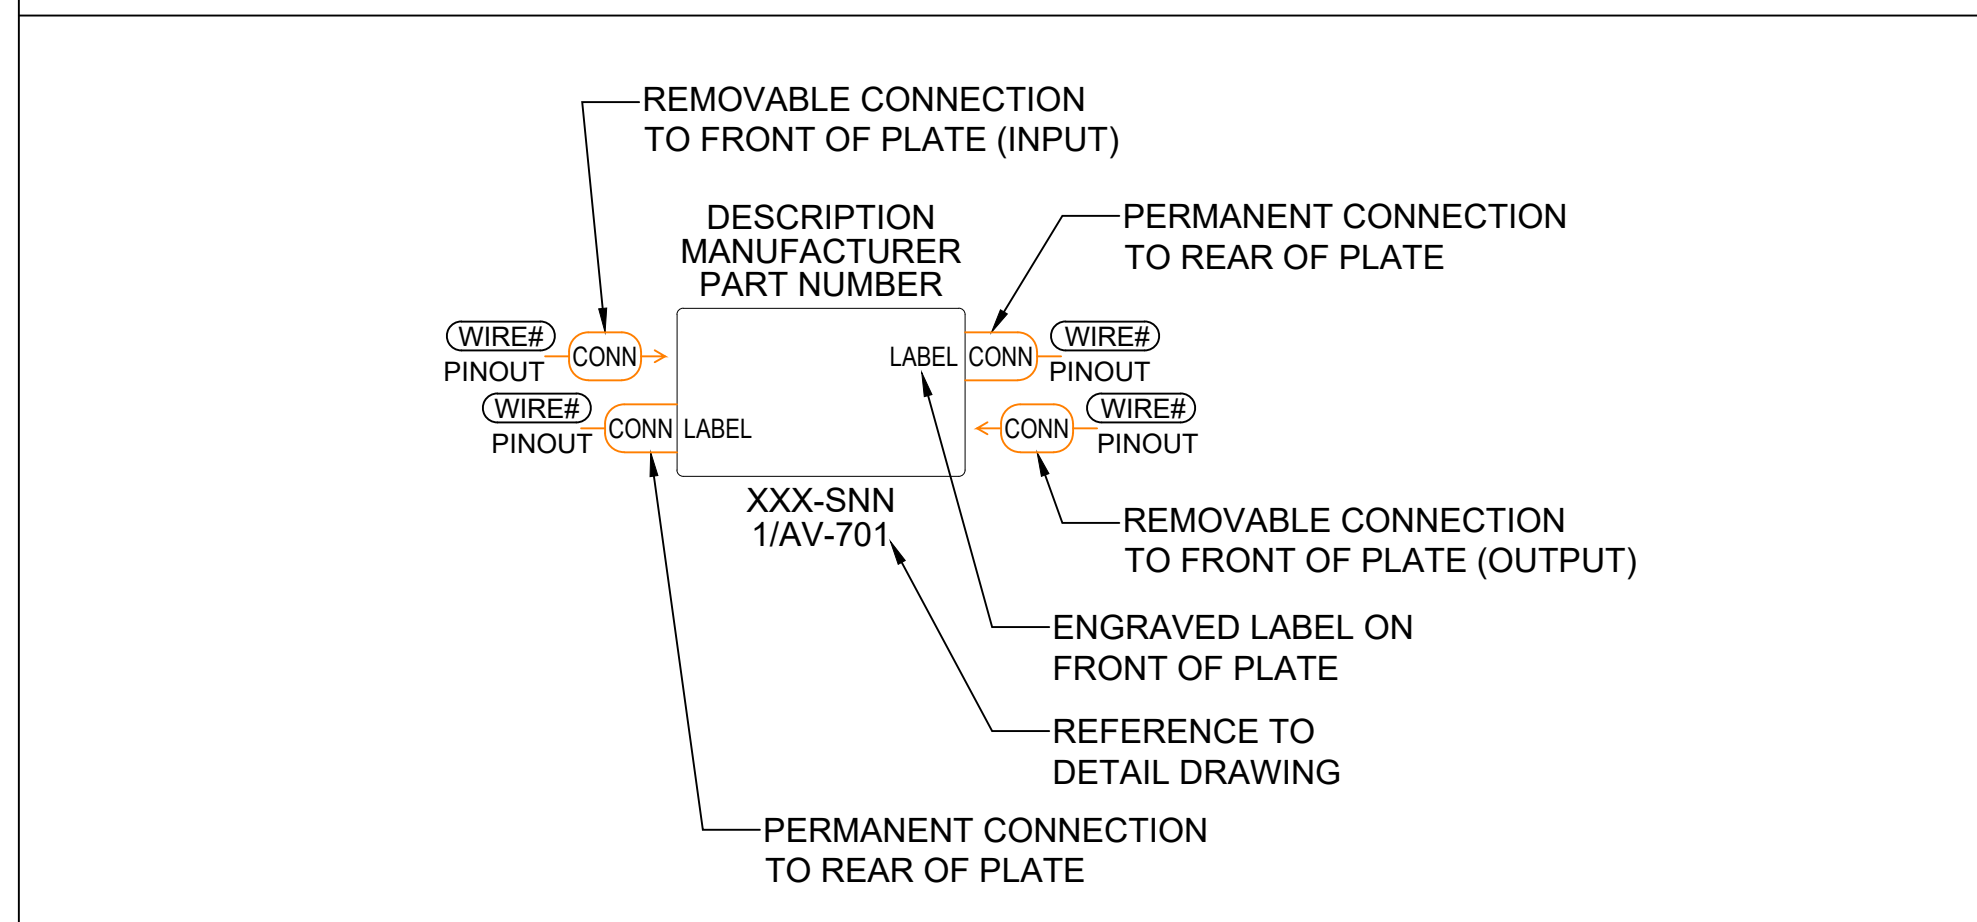 REMOVABLE CONNECTION
TO FRONT OF PLATE (INPUT)
DESCRIPTION
MANUFACTURER
PART NUMBER
PERMANENT CONNECTION
TO REAR OF PLATE
WIRE#
CONN
PINOUT
LABEL
CONN
WIRE#
PINOUT
WIRE#
PINOUT
CONN
LABEL
CONN
WIRE#
PINOUT
XXX-SNN
1/AV-701
REMOVABLE CONNECTION
TO FRONT OF PLATE (OUTPUT)
ENGRAVED LABEL ON
FRONT OF PLATE
REFERENCE TO
DETAIL DRAWING
PERMANENT CONNECTION
TO REAR OF PLATE